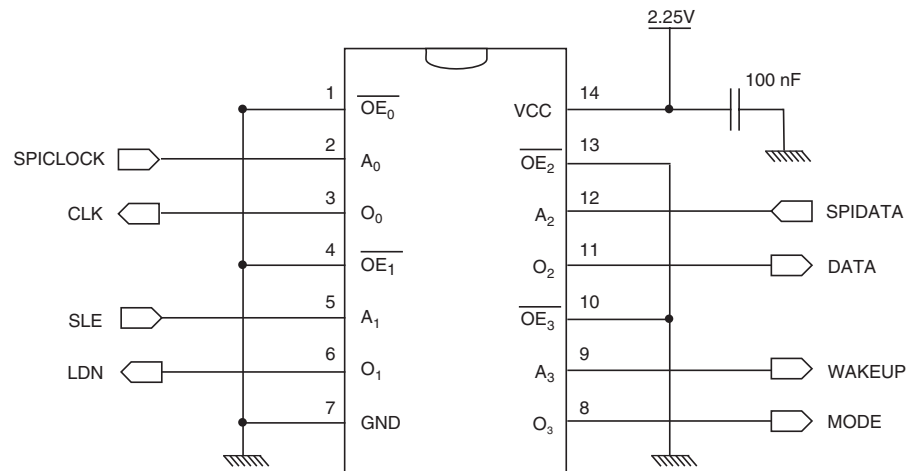 2.25V
100 nF
1 OE0 VCC 14
SPICLOCK 2 A0 OE2 13
CLK 3 O0 A2 12 SPIDATA
4 OE1 O2 11 DATA
SLE 5 A1 OE3 10
LDN 6 O1 A3 9 WAKEUP
7 GND O3 8 MODE